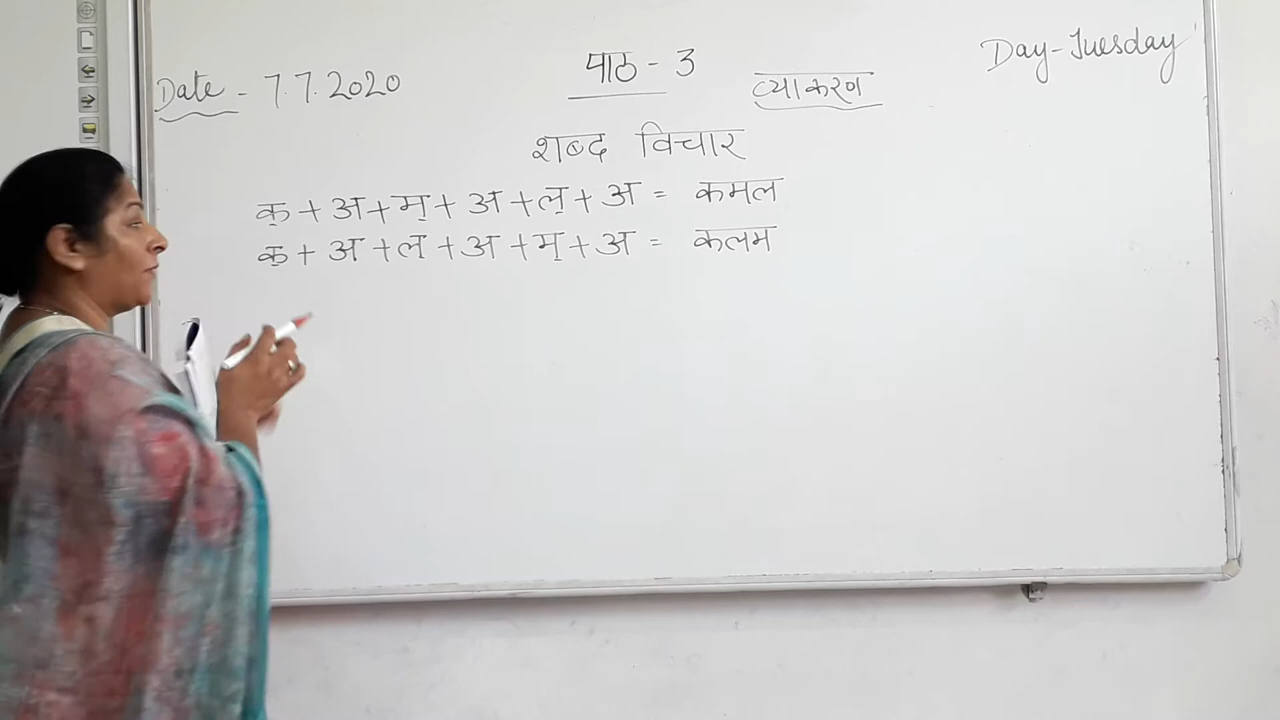 Date - 7.7.2020
पाठ - 3
व्याकरण
Day-Tuesday
शब्द विचार
क् + अ + म् + अ + ल् + अ = कमल
क् + अ + ल् + अ + म् + अ = कलम